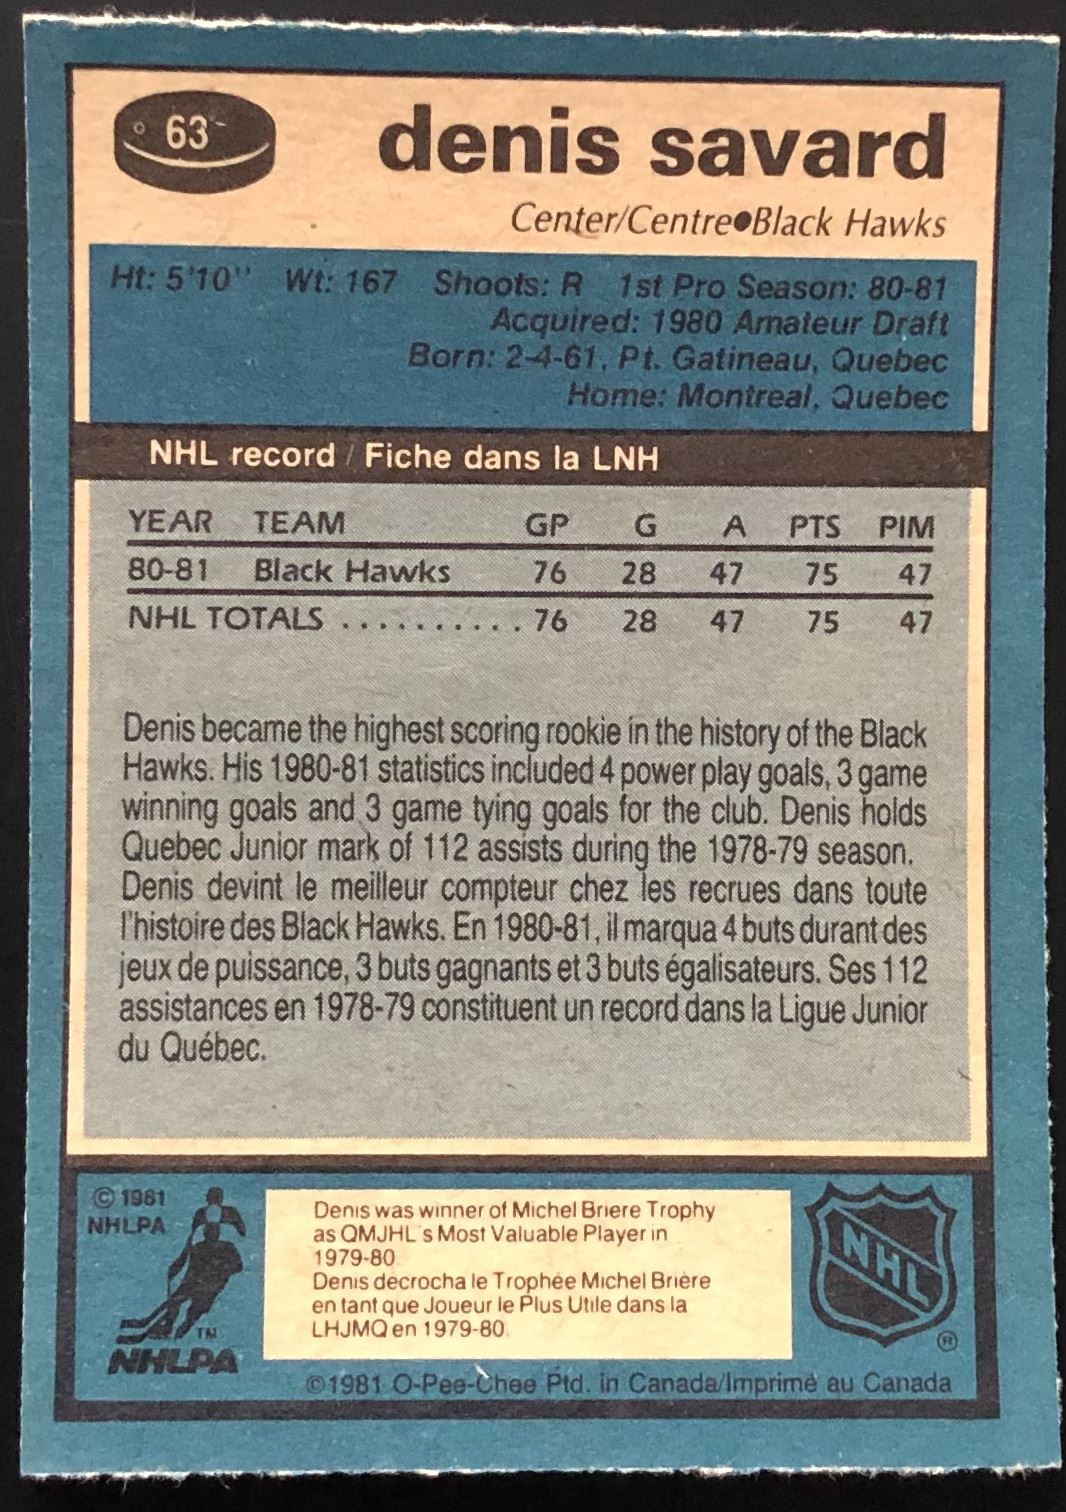 63
denis savard
Center/Centre●Black Hawks
Ht: 5'10" Wt: 167 Shoots: R 1st Pro Season: 80-81
Acquired: 1980 Amateur Draft
Born: 2-4-61, Pt. Gatineau, Quebec
Home: Montreal, Quebec
NHL record / Fiche dans la LNH
YEAR TEAM GP G A PTS PIM
80-81 Black Hawks 76 28 47 75 47
NHL TOTALS .......... 76 28 47 75 47
Denis became the highest scoring rookie in the history of the Black
Hawks. His 1980-81 statistics included 4 power play goals, 3 game
winning goals and 3 game tying goals for the club. Denis holds
Quebec Junior mark of 112 assists during the 1978-79 season.
Denis devint le meilleur compteur chez les recrues dans toute
l'histoire des Black Hawks. En 1980-81, il marqua 4 buts durant des
jeux de puissance, 3 buts gagnants et 3 buts égalisateurs. Ses 112
assistances en 1978-79 constituent un record dans la Ligue Junior
du Québec.
© 1981
NHLPA
TM
NHLPA
Denis was winner of Michel Briere Trophy
as QMJHL's Most Valuable Player in
1979-80
Denis décrocha le Trophée Michel Brière
en tant que Joueur le Plus Utile dans la
LHJMQ en 1979-80.
NHL
®
©1981 O-Pee-Chee Ptd. in Canada/Imprimé au Canada